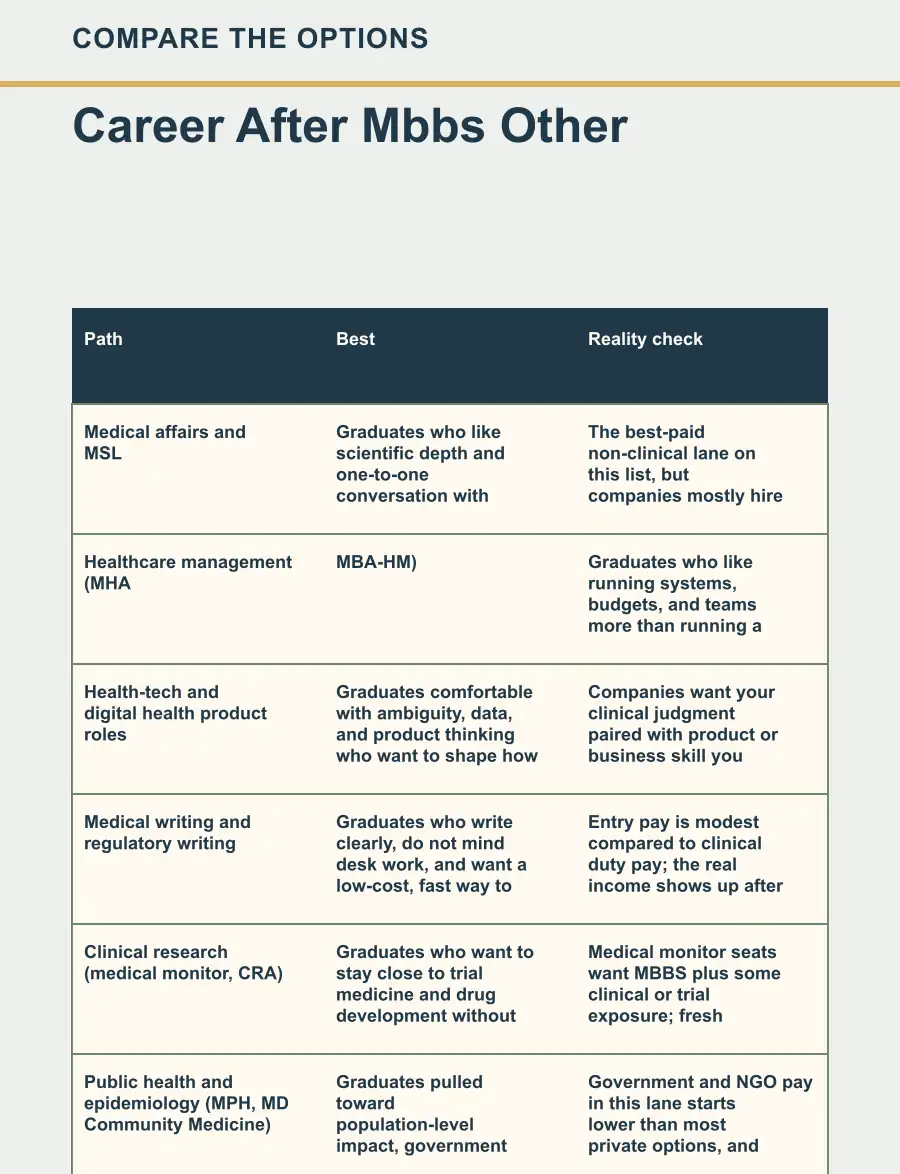 COMPARE THE OPTIONS
Career After Mbbs Other
Path
Best
Reality check
Medical affairs and
MSL
Graduates who like
scientific depth and
one-to-one
conversation with
The best-paid
non-clinical lane on
this list, but
companies mostly hire
Healthcare management
(MHA
MBA-HM)
Graduates who like
running systems,
budgets, and teams
more than running a
Health-tech and
digital health product
roles
Graduates comfortable
with ambiguity, data,
and product thinking
who want to shape how
Companies want your
clinical judgment
paired with product or
business skill you
Medical writing and
regulatory writing
Graduates who write
clearly, do not mind
desk work, and want a
low-cost, fast way to
Entry pay is modest
compared to clinical
duty pay; the real
income shows up after
Clinical research
(medical monitor, CRA)
Graduates who want to
stay close to trial
medicine and drug
development without
Medical monitor seats
want MBBS plus some
clinical or trial
exposure; fresh
Public health and
epidemiology (MPH, MD
Community Medicine)
Graduates pulled
toward
population-level
impact, government
Government and NGO pay
in this lane starts
lower than most
private options, and